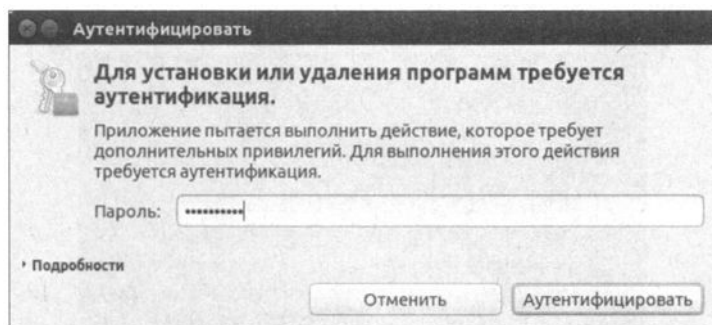 Аутентифицировать
Для установки или удаления программ требуется
аутентификация.
Приложение пытается выполнить действие, которое требует
дополнительных привилегий. Для выполнения этого действия
требуется аутентификация.
Пароль: ••••••••••
Подробности
Отменить Аутентифицировать